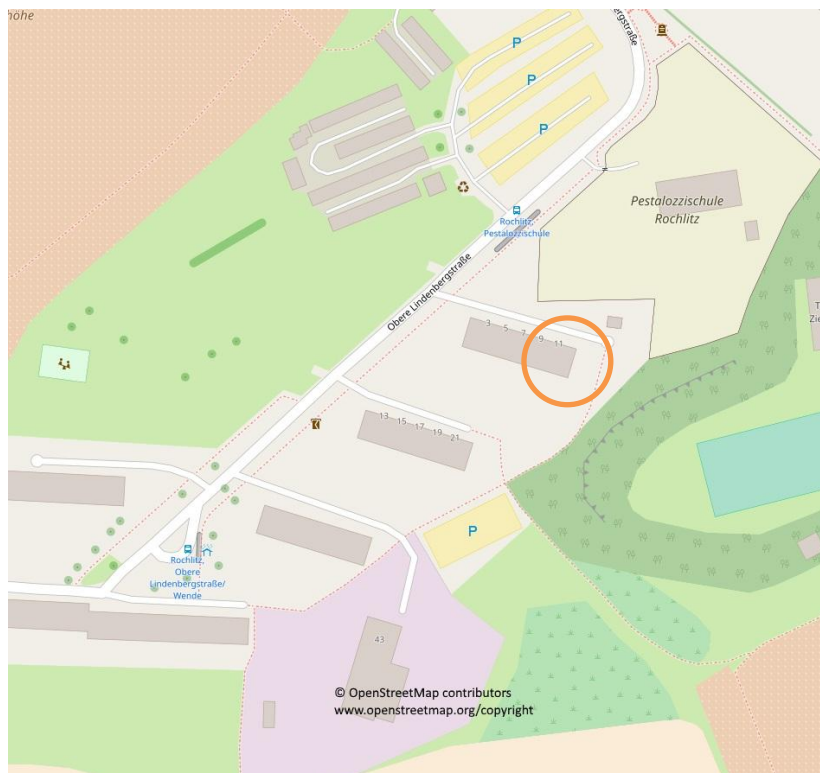 höhe
P
P
P
Obere Lindenbergstraße
Pestalozzischule
Rochlitz
Rochlitz,
Pestalozzischule
3 5 7 9 11
13 15 17 19 21
P
Rochlitz,
Obere
Lindenbergstraße/
Wende
43
© OpenStreetMap contributors
www.openstreetmap.org/copyright